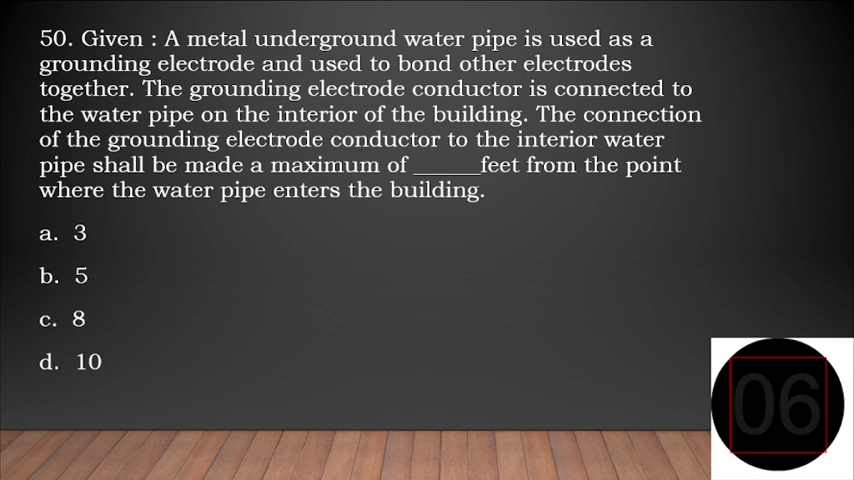 50. Given : A metal underground water pipe is used as a
grounding electrode and used to bond other electrodes
together. The grounding electrode conductor is connected to
the water pipe on the interior of the building. The connection
of the grounding electrode conductor to the interior water
pipe shall be made a maximum of ______feet from the point
where the water pipe enters the building.
a. 3
b. 5
c. 8
d. 10
06